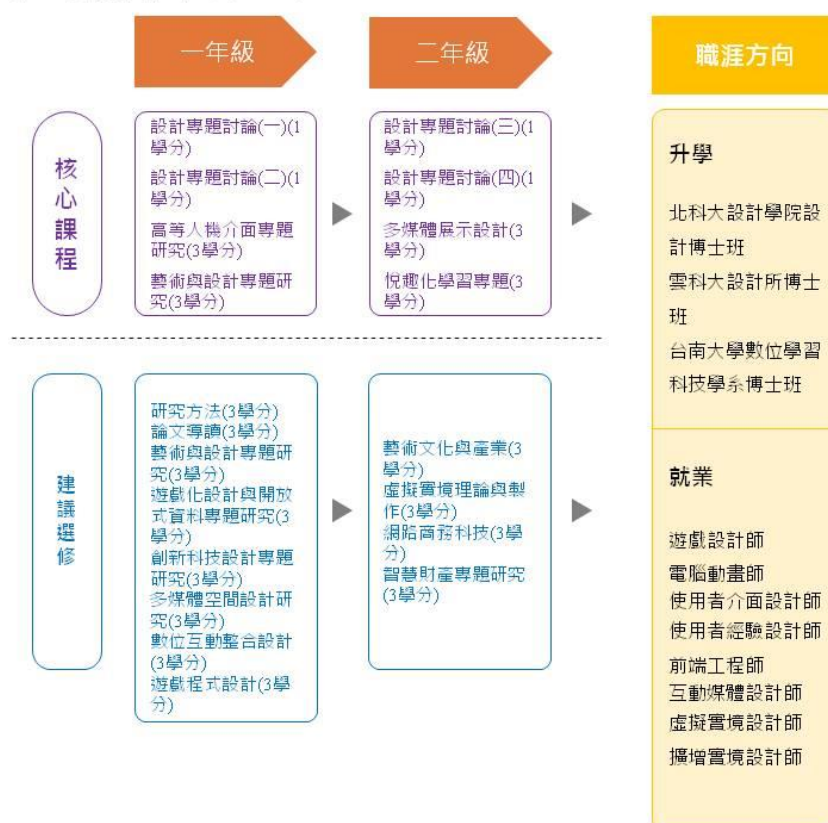 一年級
二年級
職涯方向
核
心
課
程
設計專題討論(一)(1
學分)
設計專題討論(二)(1
學分)
高等人機介面專題
研究(3學分)
藝術與設計專題研
究(3學分)
設計專題討論(三)(1
學分)
設計專題討論(四)(1
學分)
多媒體展示設計(3
學分)
悅趣化學習專題(3
學分)
建
議
選
修
研究方法(3學分)
論文導讀(3學分)
藝術與設計專題研
究(3學分)
遊戲化設計與開放
式資料專題研究(3
學分)
創新科技設計專題
研究(3學分)
多媒體空間設計研
究(3學分)
數位互動整合設計
(3學分)
遊戲程式設計(3學
分)
藝術文化與產業(3
學分)
虛擬實境理論與製
作(3學分)
網路商務科技(3學
分)
智慧財產專題研究
(3學分)
升學
北科大設計學院設
計博士班
雲科大設計所博士
班
台南大學數位學習
科技學系博士班
就業
遊戲設計師
電腦動畫師
使用者介面設計師
使用者經驗設計師
前端工程師
互動媒體設計師
虛擬實境設計師
擴增實境設計師